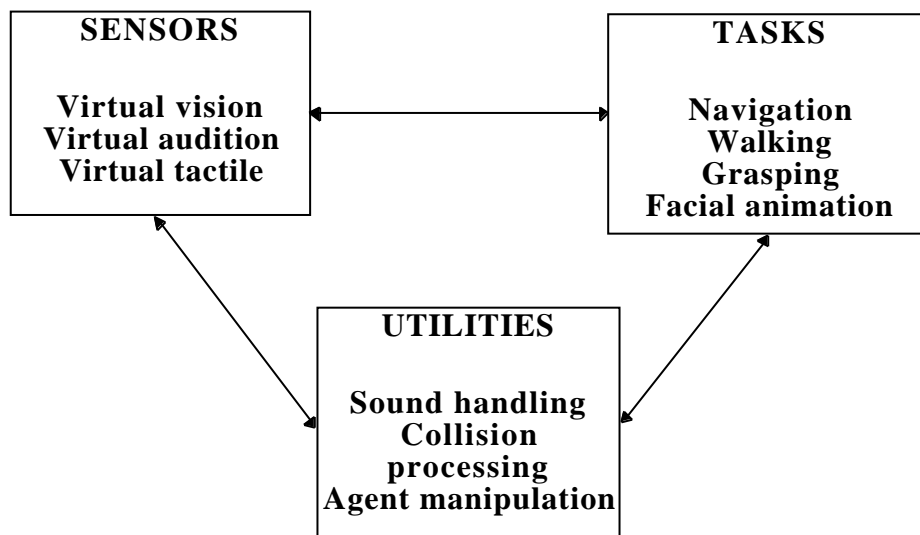 SENSORS
Virtual vision
Virtual audition
Virtual tactile
TASKS
Navigation
Walking
Grasping
Facial animation
UTILITIES
Sound handling
Collision
processing
Agent manipulation